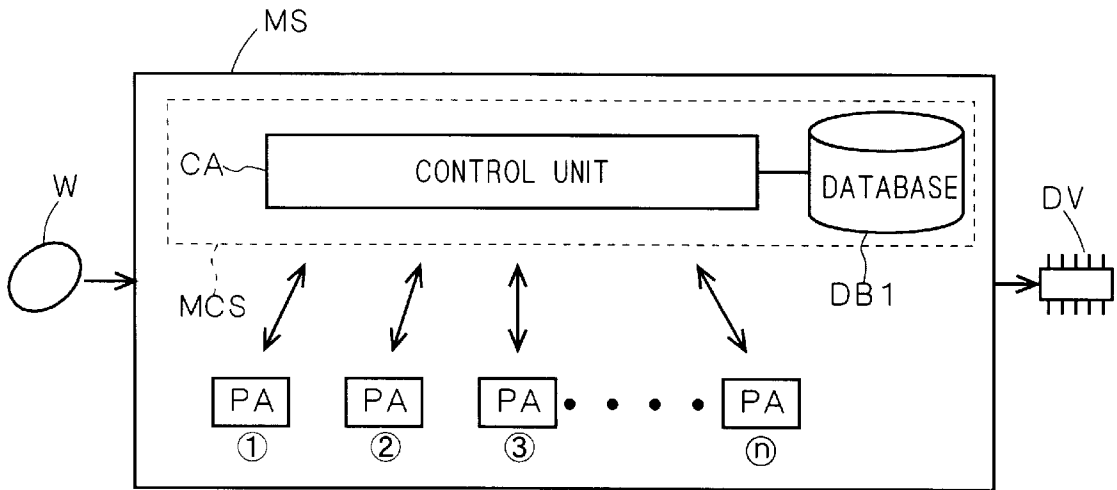 MS
CA
CONTROL UNIT
DATABASE
W
DV
MCS
DB1
PA PA PA PA
① ② ③ ⓝ